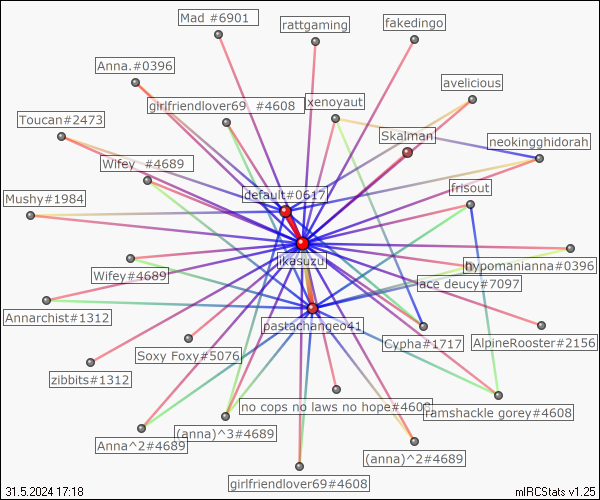 Mad #6901
rattgaming
fakedingo
Anna.#0396
avelicious
girlfriendlover69 #4608
xenoyaut
Toucan#2473
Skalman
neokingghidorah
Wifey #4689
frisout
default#0617
Mushy#1984
ikasuzu
hypomanianna#0396
Wifey#4689
ace deucy#7097
Annarchist#1312
pastachangeo41
Cypha#1717
AlpineRooster#2156
Soxy Foxy#5076
zibbits#1312
no cops no laws no hope#4608
ramshackle gorey#4608
Anna^2#4689
(anna)^3#4689
(anna)^2#4689
girlfriendlover69#4608
31.5.2024 17:18
mIRCStats v1.25